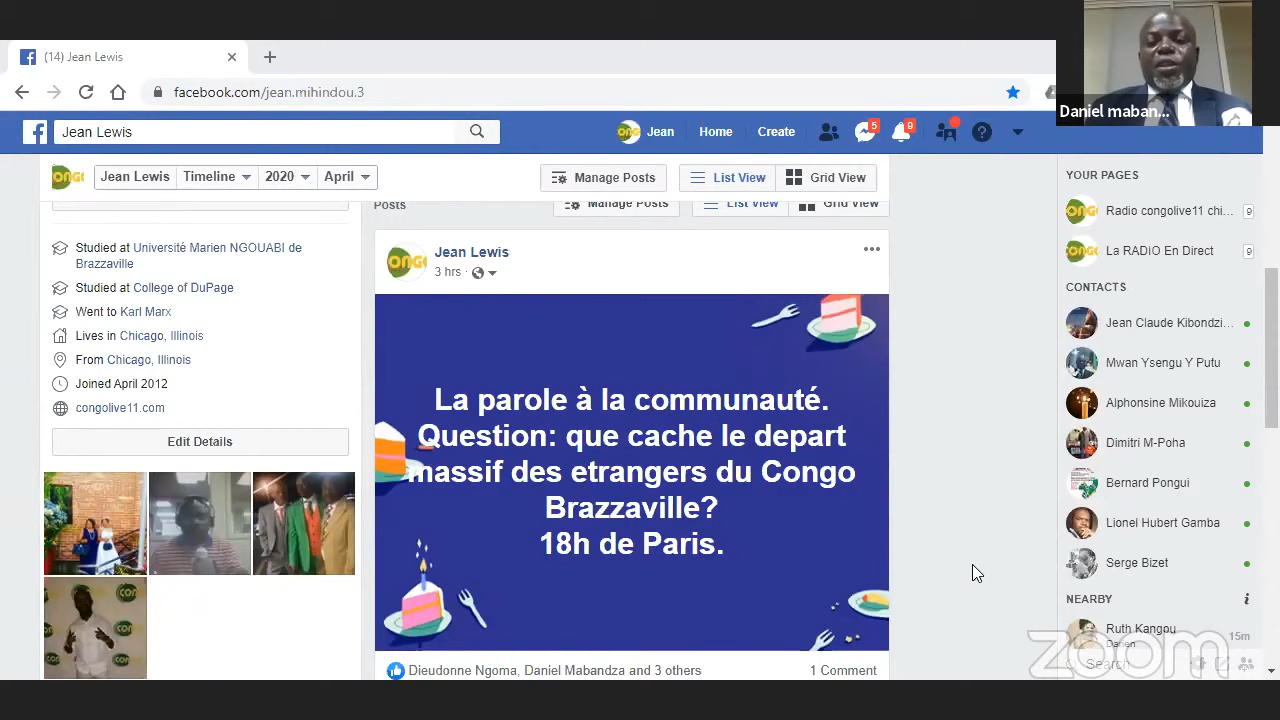 (14) Jean Lewis
facebook.com/jean.mihindou.3
Daniel maban...
Jean Lewis
Jean
Home
Create
5
9
Jean Lewis
Timeline
2020
April
Manage Posts
List View
Grid View
Posts
Manage Posts
List View
Grid View
Studied at Université Marien NGOUABI de
Brazzaville
Studied at College of DuPage
Went to Karl Marx
Lives in Chicago, Illinois
From Chicago, Illinois
Joined April 2012
congolive11.com
Edit Details
Jean Lewis
3 hrs ·
La parole à la communauté.
Question: que cache le depart
massif des etrangers du Congo
Brazzaville?
18h de Paris.
Dieudonne Ngoma, Daniel Mabandza and 3 others
1 Comment
YOUR PAGES
Radio congolive11 chi...
9
La RADiO En Direct
9
CONTACTS
Jean Claude Kibondzi...
Mwan Ysengu Y Putu
Alphonsine Mikouiza
Dimitri M-Poha
Bernard Pongui
Lionel Hubert Gamba
Serge Bizet
NEARBY
Ruth Kangou
15m
Search
zoom